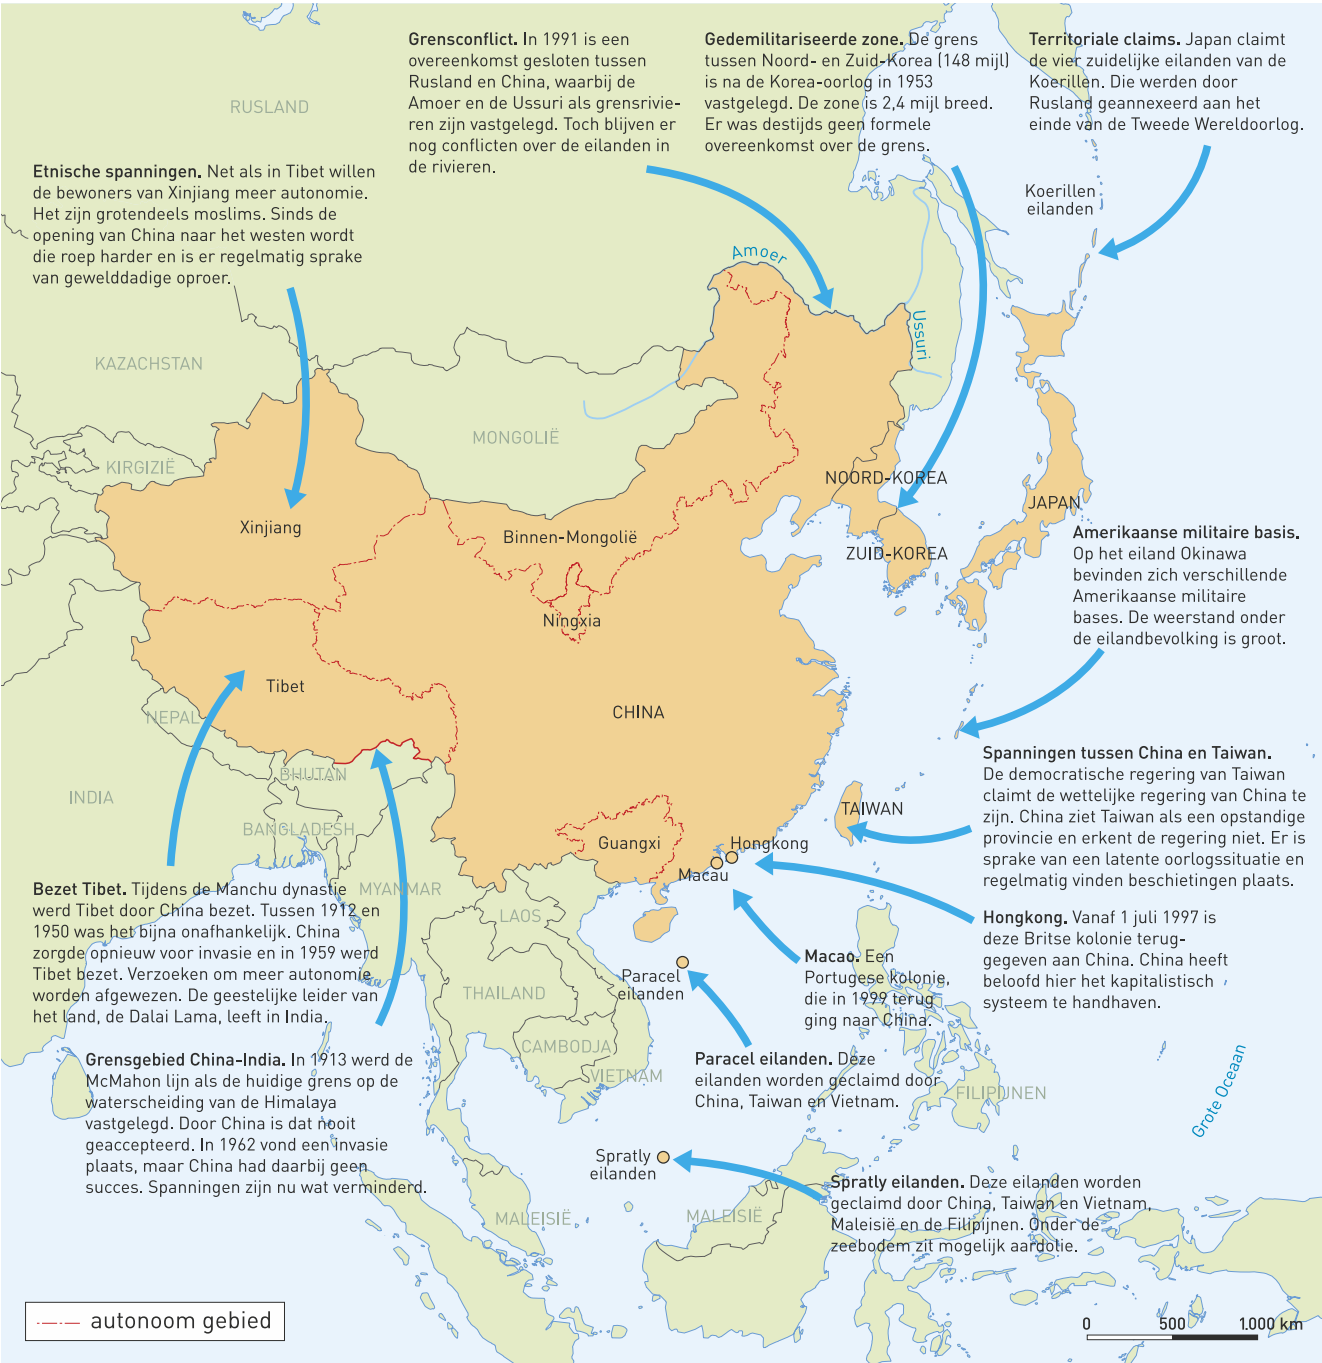 Grensconflict. In 1991 is een
overeenkomst gesloten tussen
Rusland en China, waarbij de
Amoer en de Ussuri als grensrivie-
ren zijn vastgelegd. Toch blijven er
nog conflicten over de eilanden in
de rivieren.
Gedemilitariseerde zone. De grens
tussen Noord- en Zuid-Korea (148 mijl)
is na de Korea-oorlog in 1953
vastgelegd. De zone is 2,4 mijl breed.
Er was destijds geen formele
overeenkomst over de grens.
Territoriale claims. Japan claimt
de vier zuidelijke eilanden van de
Koerillen. Die werden door
Rusland geannexeerd aan het
einde van de Tweede Wereldoorlog.
RUSLAND
Etnische spanningen. Net als in Tibet willen
de bewoners van Xinjiang meer autonomie.
Het zijn grotendeels moslims. Sinds de
opening van China naar het westen wordt
die roep harder en is er regelmatig sprake
van gewelddadige oproer.
Koerillen
eilanden
Amoer
Ussuri
KAZACHSTAN
MONGOLIË
KIRGIZIË
NOORD-KOREA
JAPAN
Xinjiang
Binnen-Mongolië
ZUID-KOREA
Amerikaanse militaire basis.
Op het eiland Okinawa
bevinden zich verschillende
Amerikaanse militaire
bases. De weerstand onder
de eilandbevolking is groot.
Ningxia
Tibet
NEPAL
CHINA
BHUTAN
INDIA
BANGLADESH
Spanningen tussen China en Taiwan.
De democratische regering van Taiwan
claimt de wettelijke regering van China te
zijn. China ziet Taiwan als een opstandige
provincie en erkent de regering niet. Er is
sprake van een latente oorlogssituatie en
regelmatig vinden beschietingen plaats.
TAIWAN
Guangxi
Hongkong
Macau
Bezet Tibet. Tijdens de Manchu dynastie
werd Tibet door China bezet. Tussen 1912 en
1950 was het bijna onafhankelijk. China
zorgde opnieuw voor invasie en in 1959 werd
Tibet bezet. Verzoeken om meer autonomie
worden afgewezen. De geestelijke leider van
het land, de Dalai Lama, leeft in India.
MYANMAR
LAOS
Hongkong. Vanaf 1 juli 1997 is
deze Britse kolonie terug-
gegeven aan China. China heeft
beloofd hier het kapitalistisch
systeem te handhaven.
Macao. Een
Portugese kolonie,
die in 1999 terug
ging naar China.
Paracel
eilanden
THAILAND
CAMBODJA
VIETNAM
Grensgebied China-India. In 1913 werd de
McMahon lijn als de huidige grens op de
waterscheiding van de Himalaya
vastgelegd. Door China is dat nooit
geaccepteerd. In 1962 vond een invasie
plaats, maar China had daarbij geen
succes. Spanningen zijn nu wat verminderd.
Paracel eilanden. Deze
eilanden worden geclaimd door
China, Taiwan en Vietnam.
FILIPIJNEN
Grote Oceaan
Spratly
eilanden
Spratly eilanden. Deze eilanden worden
geclaimd door China, Taiwan en Vietnam,
Maleisië en de Filipijnen. Onder de
zeebodem zit mogelijk aardolie.
MALEISIË
MALEISIË
autonoom gebied
0 500 1.000 km